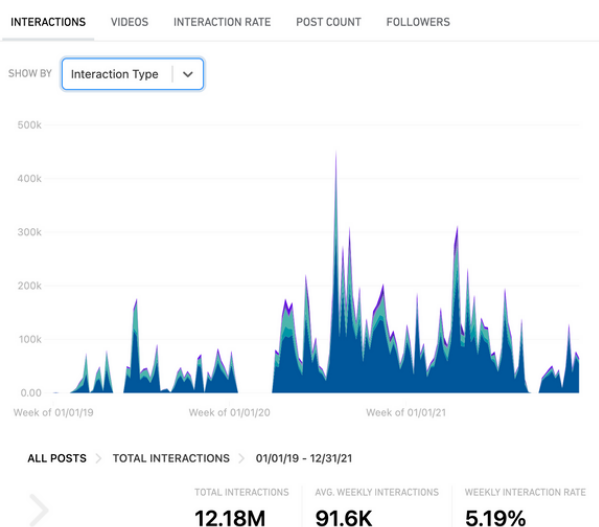 INTERACTIONS VIDEOS INTERACTION RATE POST COUNT FOLLOWERS
SHOW BY Interaction Type
500k
400k
300k
200k
100k
0.00
Week of 01/01/19 Week of 01/01/20 Week of 01/01/21
ALL POSTS TOTAL INTERACTIONS 01/01/19 - 12/31/21
TOTAL INTERACTIONS AVG. WEEKLY INTERACTIONS WEEKLY INTERACTION RATE
12.18M 91.6K 5.19%